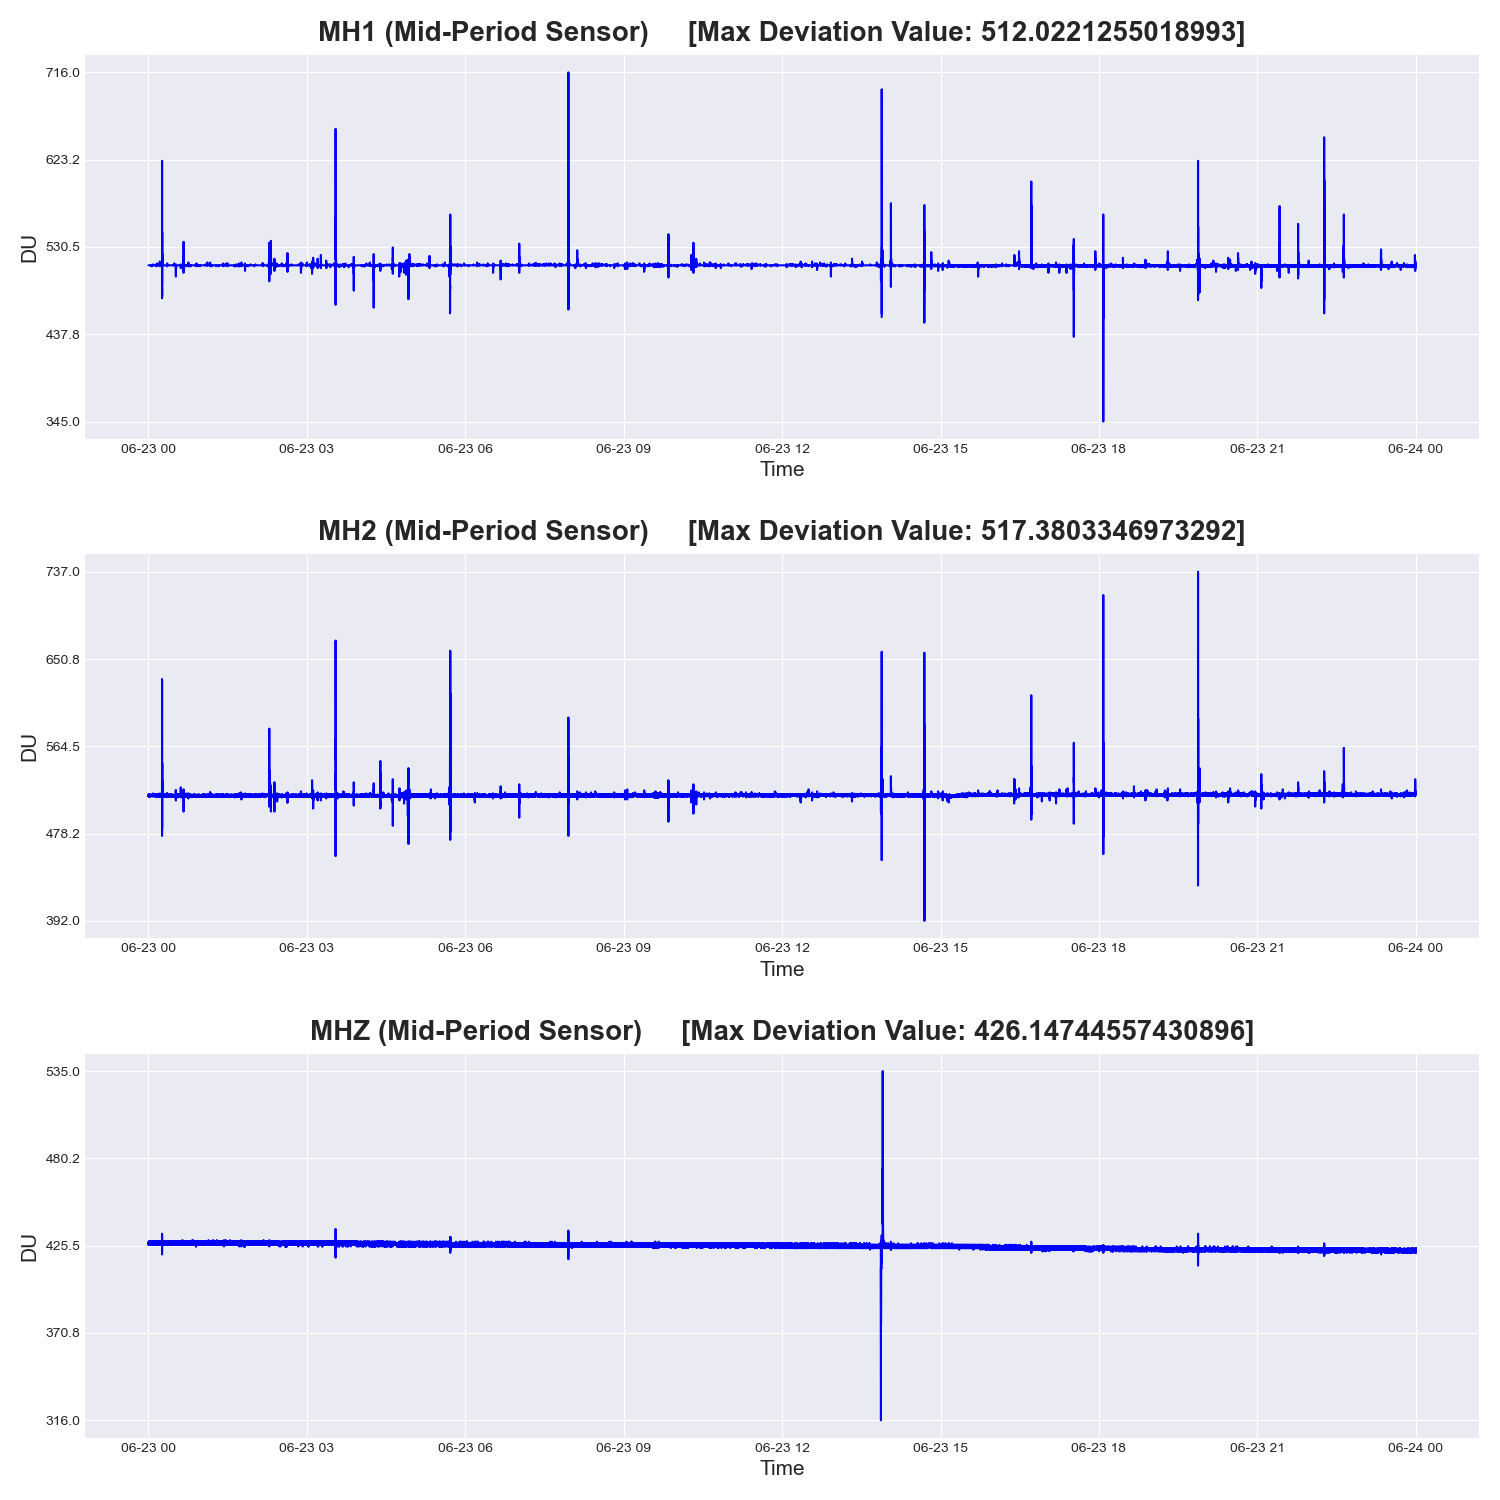 MH1 (Mid-Period Sensor) [Max Deviation Value: 512.0221255018993]
716.0
623.2
530.5
437.8
345.0
DU
06-23 00 06-23 03 06-23 06 06-23 09 06-23 12 06-23 15 06-23 18 06-23 21 06-24 00
Time
MH2 (Mid-Period Sensor) [Max Deviation Value: 517.3803346973292]
737.0
650.8
564.5
478.2
392.0
DU
06-23 00 06-23 03 06-23 06 06-23 09 06-23 12 06-23 15 06-23 18 06-23 21 06-24 00
Time
MHZ (Mid-Period Sensor) [Max Deviation Value: 426.14744557430896]
535.0
480.2
425.5
370.8
316.0
DU
06-23 00 06-23 03 06-23 06 06-23 09 06-23 12 06-23 15 06-23 18 06-23 21 06-24 00
Time